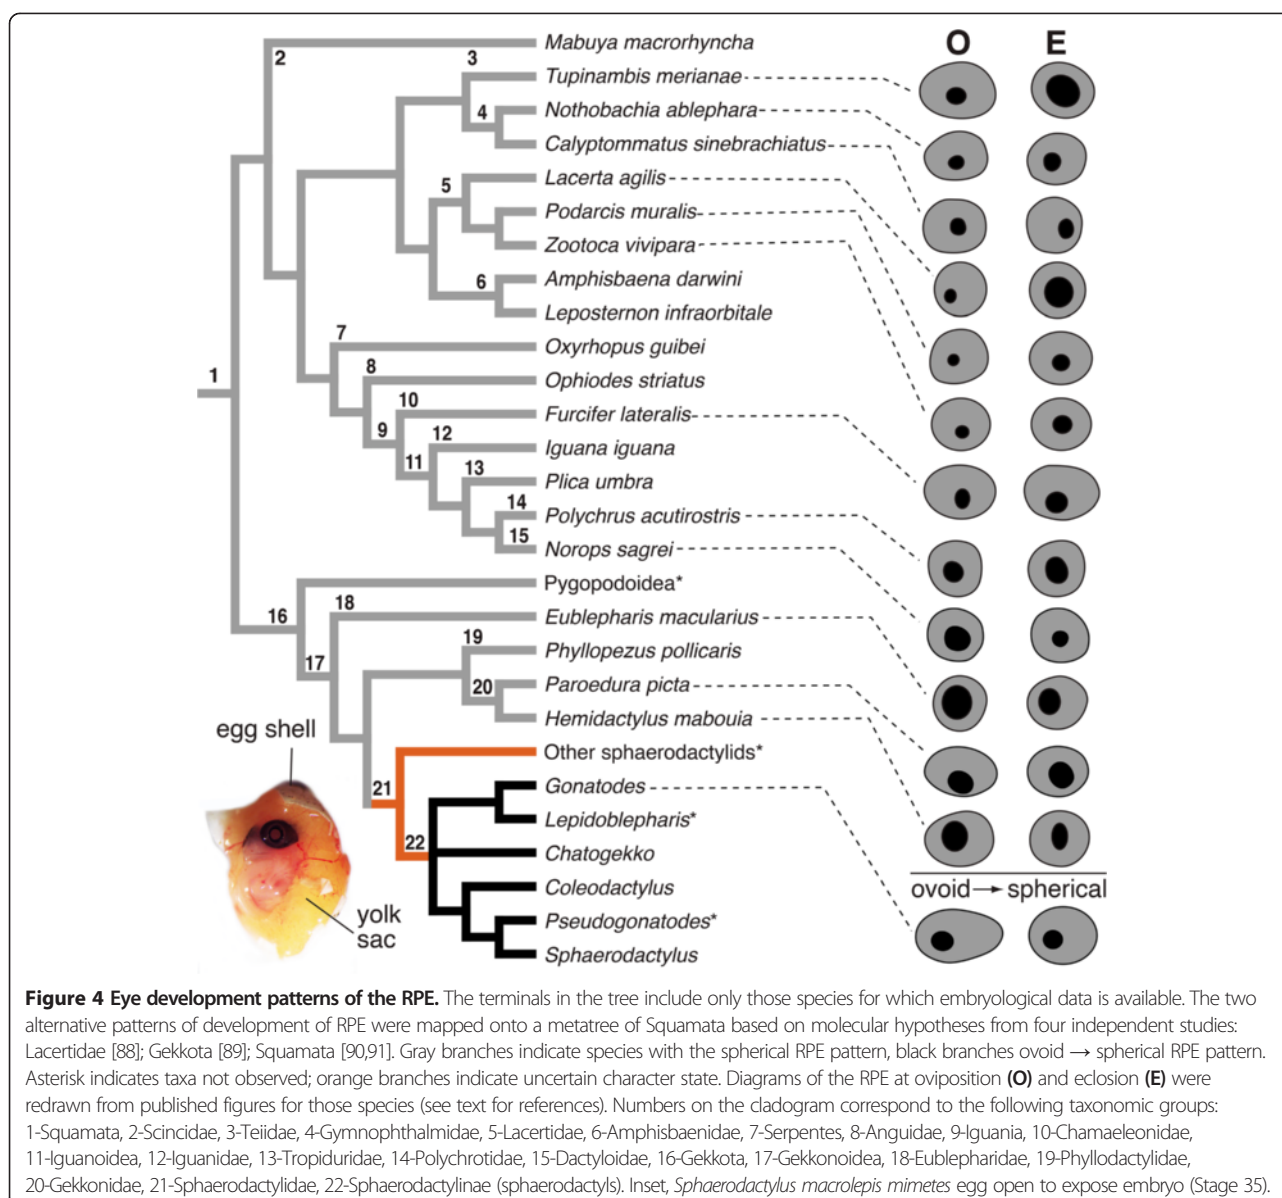 O E
Mabuya macrorhyncha
2
3
Tupinambis merianae
Nothobachia ablephara
4
Calyptommatus sinebrachiatus
Lacerta agilis
5
Podarcis muralis
Zootoca vivipara
Amphisbaena darwini
6
Leposternon infraorbitale
7
Oxyrhopus guibei
8
Ophiodes striatus
1
10
Furcifer lateralis
9
12
Iguana iguana
11
13
Plica umbra
14
Polychrus acutirostris
15
Norops sagrei
Pygopodoidea*
16
18
Eublepharis macularius
19
Phyllopezus pollicaris
17
20
Paroedura picta
Hemidactylus mabouia
egg shell
Other sphaerodactylids*
21
Gonatodes
Lepidoblepharis*
22
Chatogekko
Coleodactylus
ovoid → spherical
yolk
sac
Pseudogonatodes*
Sphaerodactylus
Figure 4 Eye development patterns of the RPE. The terminals in the tree include only those species for which embryological data is available. The two
alternative patterns of development of RPE were mapped onto a metatree of Squamata based on molecular hypotheses from four independent studies:
Lacertidae [88]; Gekkota [89]; Squamata [90,91]. Gray branches indicate species with the spherical RPE pattern, black branches ovoid → spherical RPE pattern.
Asterisk indicates taxa not observed; orange branches indicate uncertain character state. Diagrams of the RPE at oviposition (O) and eclosion (E) were
redrawn from published figures for those species (see text for references). Numbers on the cladogram correspond to the following taxonomic groups:
1-Squamata, 2-Scincidae, 3-Teiidae, 4-Gymnophthalmidae, 5-Lacertidae, 6-Amphisbaenidae, 7-Serpentes, 8-Anguidae, 9-Iguania, 10-Chamaeleonidae,
11-Iguanoidea, 12-Iguanidae, 13-Tropiduridae, 14-Polychrotidae, 15-Dactyloidae, 16-Gekkota, 17-Gekkonoidea, 18-Eublepharidae, 19-Phyllodactylidae,
20-Gekkonidae, 21-Sphaerodactylidae, 22-Sphaerodactylinae (sphaerodactyls). Inset, Sphaerodactylus macrolepis mimetes egg open to expose embryo (Stage 35).